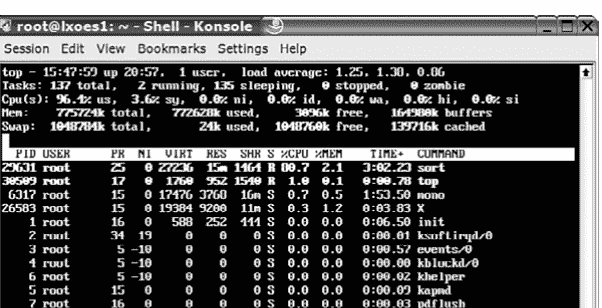 root@lxoes1: ~ - Shell - Konsole
Session Edit View Bookmarks Settings Help
top - 15:47:59 up 20:57, 1 user, load average: 1.25, 1.30, 0.86
Tasks: 137 total, 2 running, 135 sleeping, 0 stopped, 0 zombie
Cpu(s): 96.4% us, 3.6% sy, 0.0% ni, 0.0% id, 0.0% wa, 0.0% hi, 0.0% si
Mem: 775724k total, 772628k used, 3096k free, 164980k buffers
Swap: 1048784k total, 24k used, 1048760k free, 139716k cached
PID USER PR NI VIRT RES SHR S %CPU %MEM TIME+ COMMAND
29631 root 25 0 27236 15m 1464 R 2.1 3:02.23 sort
30509 root 17 0 1760 952 1540 R 1.0 0.1 0:00.78 top
6317 root 15 0 17476 3760 16m S 0.7 0.5 1:53.50 mono
26583 root 15 0 19384 9200 11m S 0.3 1.2 0:03.83 X
1 root 16 0 588 252 444 S 0.0 0.0 0:06.50 init
2 root 34 19 0 0 0 S 0.0 0.0 0:00.01 ksoftirqd/0
3 root 5 -10 0 0 0 S 0.0 0.0 0:00.57 events/0
4 root 5 -10 0 0 0 S 0.0 0.0 0:00.00 kblockd/0
6 root 5 -10 0 0 0 S 0.0 0.0 0:00.02 khelper
5 root 15 0 0 0 0 S 0.0 0.0 0:00.09 kapmd
7 root 16 0 0 0 0 S 0.0 0.0 0:00.03 pdflush